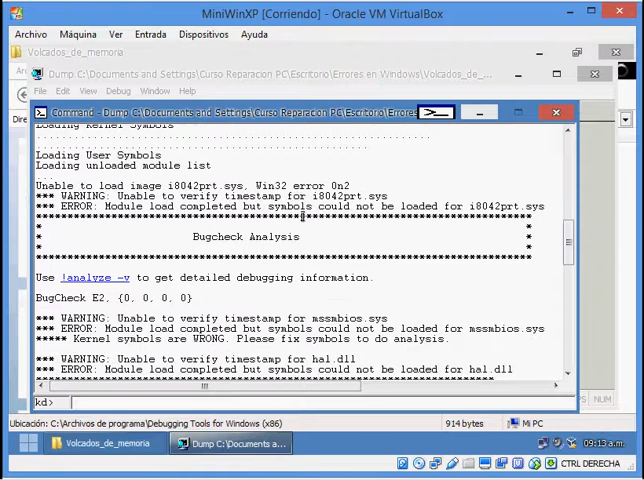 MiniWinXP [Corriendo] - Oracle VM VirtualBox
Archivo Máquina Ver Entrada Dispositivos Ayuda
Volcados_de_memoria
Dump C:\Documents and Settings\Curso Reparacion PC\Escritorio\Errores en Windows\Volcados_de_...
File Edit View Debug Window Help
Command - Dump C:\Documents and Settings\Curso Reparacion PC\Escritorio\Errores
Loading Kernel Symbols
...............................................................
....................................................
Loading User Symbols
Loading unloaded module list
...
Unable to load image i8042prt.sys, Win32 error 0n2
*** WARNING: Unable to verify timestamp for i8042prt.sys
*** ERROR: Module load completed but symbols could not be loaded for i8042prt.sys
*******************************************************************************
* *
* Bugcheck Analysis *
* *
*******************************************************************************
Use !analyze -v to get detailed debugging information.
BugCheck E2, {0, 0, 0, 0}
*** WARNING: Unable to verify timestamp for mssmbios.sys
*** ERROR: Module load completed but symbols could not be loaded for mssmbios.sys
***** Kernel symbols are WRONG. Please fix symbols to do analysis.
*** WARNING: Unable to verify timestamp for hal.dll
*** ERROR: Module load completed but symbols could not be loaded for hal.dll
kd>
NUM
Ubicación: C:\Archivos de programa\Debugging Tools for Windows (x86) 914 bytes Mi PC
Volcados_de_memoria Dump C:\Documents a... 09:13 a.m.
CTRL DERECHA